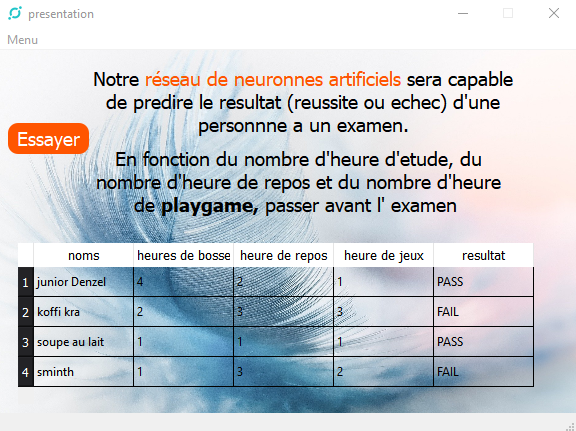 presentation
Menu
Notre réseau de neuronnes artificiels sera capable
de predire le resultat (reussite ou echec) d'une
personnne a un examen.
Essayer
En fonction du nombre d'heure d'etude, du
nombre d'heure de repos et du nombre d'heure
de playgame, passer avant l' examen
noms heures de bosse heure de repos heure de jeux resultat
1 junior Denzel 4 2 1 PASS
2 koffi kra 2 3 3 FAIL
3 soupe au lait 1 1 1 PASS
4 sminth 1 3 2 FAIL